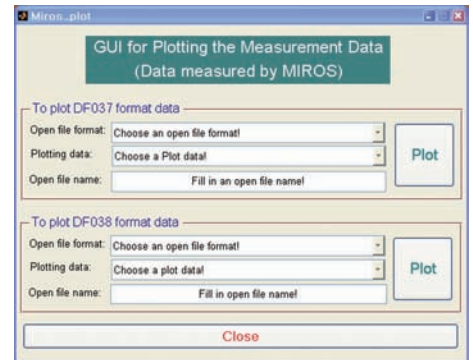 Miros_plot
GUI for Plotting the Measurement Data
(Data measured by MIROS)
To plot DF037 format data
Open file format: Choose an open file format!
Plotting data: Choose a Plot data!
Open file name: Fill in an open file name!
Plot
To plot DF038 format data
Open file format: Choose an open file format!
Plotting data: Choose a plot data!
Open file name: Fill in open file name!
Plot
Close